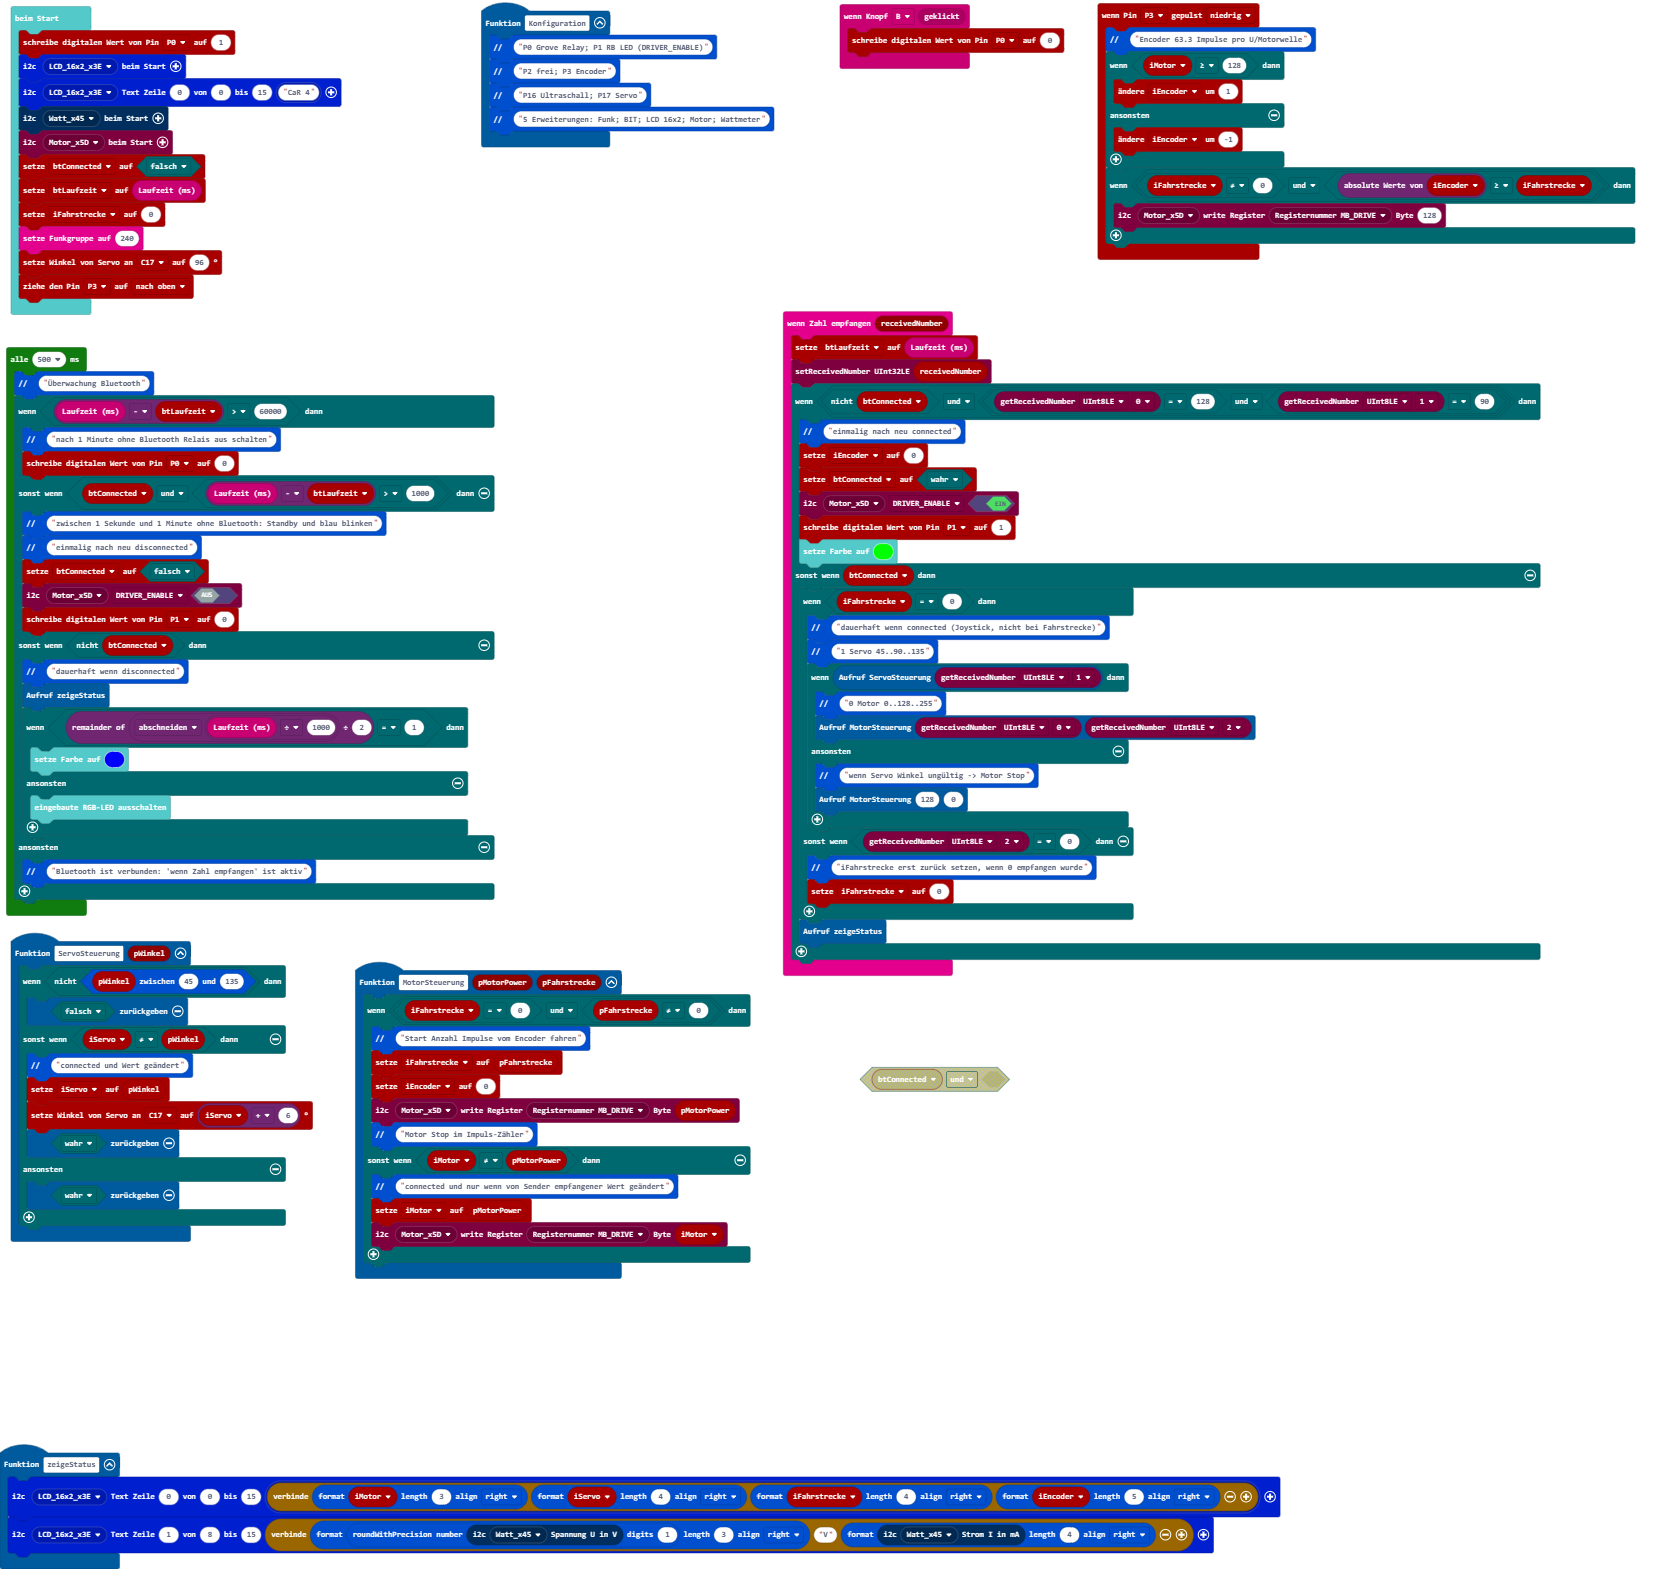 beim Start
schreibe digitalen Wert von Pin P0 auf 1
i2c LCD_16x2_x3E beim Start
i2c LCD_16x2_x3E Text Zeile 0 von 0 bis 15 "CaR 4"
i2c Watt_x45 beim Start
i2c Motor_x5D beim Start
setze btConnected auf falsch
setze btLaufzeit auf Laufzeit (ms)
setze iFahrstrecke auf 0
setze Funkgruppe auf 240
setze Winkel von Servo an C17 auf 96 °
ziehe den Pin P3 auf nach oben
Funktion Konfiguration
// "P0 Grove Relay; P1 RB LED (DRIVER_ENABLE)"
// "P2 frei; P3 Encoder"
// "P16 Ultraschall; P17 Servo"
// "5 Erweiterungen: Funk; BIT; LCD 16x2; Motor; Wattmeter"
wenn Knopf B geklickt
schreibe digitalen Wert von Pin P0 auf 0
wenn Pin P3 gepulst niedrig
// "Encoder 63.3 Impulse pro U/Motorwelle"
wenn iMotor ≥ 128 dann
ändere iEncoder um 1
ansonsten
ändere iEncoder um -1
wenn iFahrstrecke ≠ 0 und absolute Werte von iEncoder ≥ iFahrstrecke dann
i2c Motor_x5D write Register Registernummer MB_DRIVE Byte 128
alle 500 ms
// "Überwachung Bluetooth"
wenn Laufzeit (ms) - btLaufzeit > 60000 dann
// "nach 1 Minute ohne Bluetooth Relais aus schalten"
schreibe digitalen Wert von Pin P0 auf 0
sonst wenn btConnected und Laufzeit (ms) - btLaufzeit > 1000 dann
// "zwischen 1 Sekunde und 1 Minute ohne Bluetooth: Standby und blau blinken"
// "einmalig nach neu disconnected"
setze btConnected auf falsch
i2c Motor_x5D DRIVER_ENABLE AUS
schreibe digitalen Wert von Pin P1 auf 0
sonst wenn nicht btConnected dann
// "dauerhaft wenn disconnected"
Aufruf zeigeStatus
wenn remainder of abschneiden Laufzeit (ms) ÷ 1000 ÷ 2 = 1 dann
setze Farbe auf
ansonsten
eingebaute RGB-LED ausschalten
ansonsten
// "Bluetooth ist verbunden: 'wenn Zahl empfangen' ist aktiv"
wenn Zahl empfangen receivedNumber
setze btLaufzeit auf Laufzeit (ms)
setReceivedNumber UInt32LE receivedNumber
wenn nicht btConnected und getReceivedNumber UInt8LE 0 = 128 und getReceivedNumber UInt8LE 1 = 90 dann
// "einmalig nach neu connected"
setze iEncoder auf 0
setze btConnected auf wahr
i2c Motor_x5D DRIVER_ENABLE EIN
schreibe digitalen Wert von Pin P1 auf 1
setze Farbe auf
sonst wenn btConnected dann
wenn iFahrstrecke = 0 dann
// "dauerhaft wenn connected (Joystick, nicht bei Fahrstrecke)"
// "1 Servo 45..90..135"
wenn Aufruf ServoSteuerung getReceivedNumber UInt8LE 1 dann
// "0 Motor 0..128..255"
Aufruf MotorSteuerung getReceivedNumber UInt8LE 0 getReceivedNumber UInt8LE 2
ansonsten
// "wenn Servo Winkel ungültig -> Motor Stop"
Aufruf MotorSteuerung 128 0
sonst wenn getReceivedNumber UInt8LE 2 = 0 dann
// "iFahrstrecke erst zurück setzen, wenn 0 empfangen wurde"
setze iFahrstrecke auf 0
Aufruf zeigeStatus
Funktion ServoSteuerung pWinkel
wenn nicht pWinkel zwischen 45 und 135 dann
falsch zurückgeben
sonst wenn iServo ≠ pWinkel dann
// "connected und Wert geändert"
setze iServo auf pWinkel
setze Winkel von Servo an C17 auf iServo + 6 °
wahr zurückgeben
ansonsten
wahr zurückgeben
Funktion MotorSteuerung pMotorPower pFahrstrecke
wenn iFahrstrecke = 0 und pFahrstrecke ≠ 0 dann
// "Start Anzahl Impulse vom Encoder fahren"
setze iFahrstrecke auf pFahrstrecke
setze iEncoder auf 0
i2c Motor_x5D write Register Registernummer MB_DRIVE Byte pMotorPower
// "Motor Stop im Impuls-Zähler"
sonst wenn iMotor ≠ pMotorPower dann
// "connected und nur wenn von Sender empfangener Wert geändert"
setze iMotor auf pMotorPower
i2c Motor_x5D write Register Registernummer MB_DRIVE Byte iMotor
btConnected und
Funktion zeigeStatus
i2c LCD_16x2_x3E Text Zeile 0 von 0 bis 15 verbinde format iMotor length 3 align right format iServo length 4 align right format iFahrstrecke length 4 align right format iEncoder length 5 align right
i2c LCD_16x2_x3E Text Zeile 1 von 8 bis 15 verbinde format roundWithPrecision number i2c Watt_x45 Spannung U in V digits 1 length 3 align right "V" format i2c Watt_x45 Strom I in mA length 4 align right